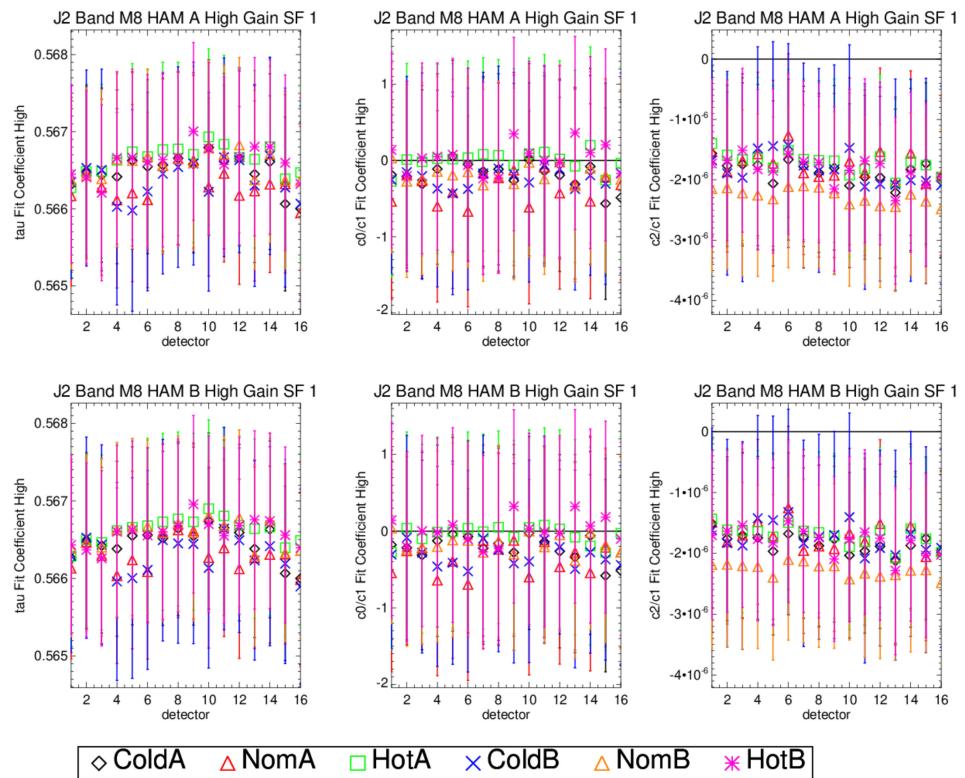 J2 Band M8 HAM A High Gain SF 1
J2 Band M8 HAM A High Gain SF 1
J2 Band M8 HAM A High Gain SF 1
tau Fit Coefficient High
0.568
0.567
0.566
0.565
2 4 6 8 10 12 14 16
detector
c0/c1 Fit Coefficient High
1
0
-1
-2
2 4 6 8 10 12 14 16
detector
c2/c1 Fit Coefficient High
0
-1•10-6
-2•10-6
-3•10-6
-4•10-6
2 4 6 8 10 12 14 16
detector
J2 Band M8 HAM B High Gain SF 1
J2 Band M8 HAM B High Gain SF 1
J2 Band M8 HAM B High Gain SF 1
tau Fit Coefficient High
0.568
0.567
0.566
0.565
2 4 6 8 10 12 14 16
detector
c0/c1 Fit Coefficient High
1
0
-1
-2
2 4 6 8 10 12 14 16
detector
c2/c1 Fit Coefficient High
0
-1•10-6
-2•10-6
-3•10-6
-4•10-6
2 4 6 8 10 12 14 16
detector
ColdA NomA HotA ColdB NomB HotB